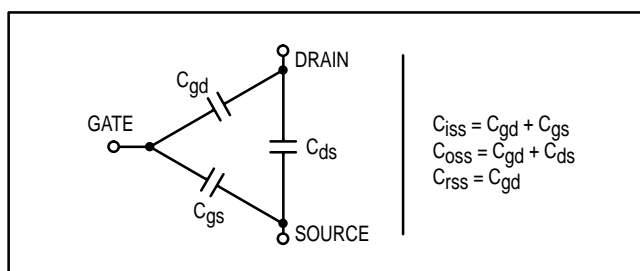 DRAIN
Cgd
GATE
Cds
Cgs
SOURCE
Ciss = Cgd + Cgs
Coss = Cgd + Cds
Crss = Cgd